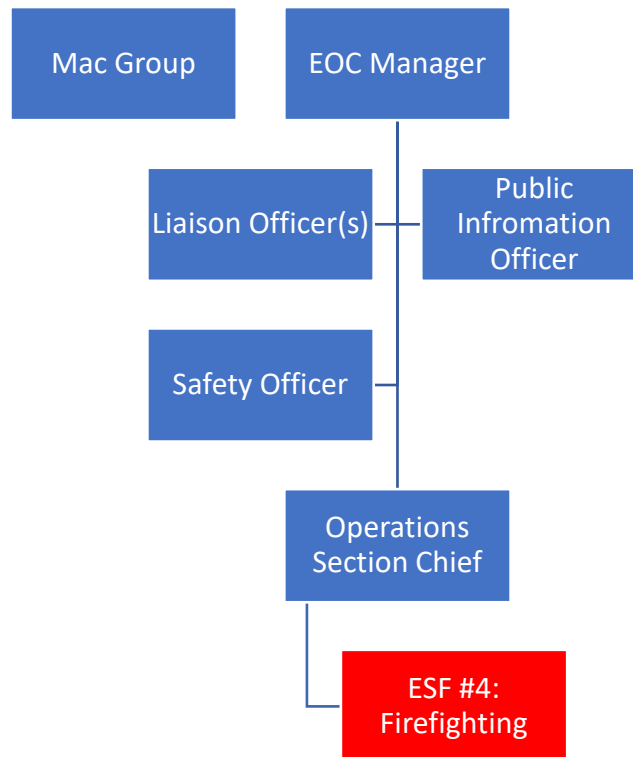 Mac Group
EOC Manager
Liaison Officer(s)
Public
Infromation
Officer
Safety Officer
Operations
Section Chief
ESF #4:
Firefighting